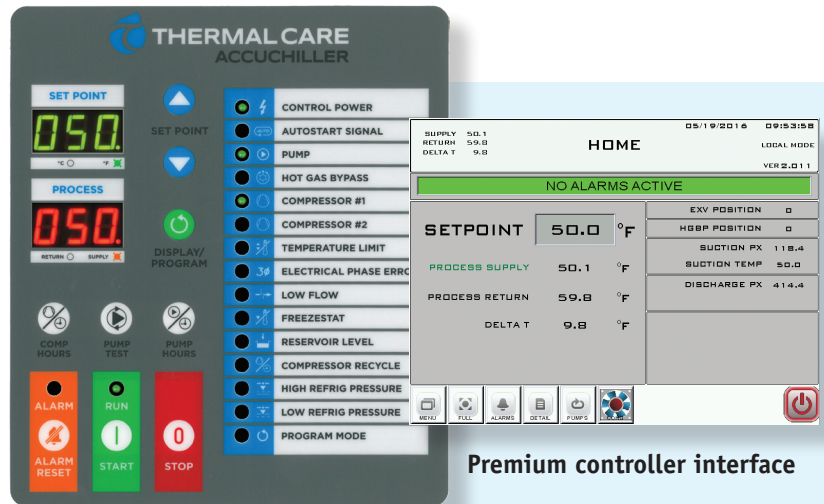 THERMAL CARE
ACCUCHILLER
SET POINT
050.
°C °F
PROCESS
050.
RETURN SUPPLY
SET POINT
DISPLAY/
PROGRAM
COMP
HOURS
PUMP
TEST
PUMP
HOURS
ALARM
ALARM
RESET
RUN
START
STOP
CONTROL POWER
AUTOSTART SIGNAL
PUMP
HOT GAS BYPASS
COMPRESSOR #1
COMPRESSOR #2
TEMPERATURE LIMIT
3ø ELECTRICAL PHASE ERRO
LOW FLOW
FREEZESTAT
RESERVOIR LEVEL
COMPRESSOR RECYCLE
HIGH REFRIG PRESSURE
LOW REFRIG PRESSURE
PROGRAM MODE
SUPPLY 50.1
RETURN 59.8
DELTA T 9.8
HOME
05/19/2016 09:53:58
LOCAL MODE
VER 2.011
NO ALARMS ACTIVE
SETPOINT 50.0 °F
PROCESS SUPPLY 50.1 °F
PROCESS RETURN 59.8 °F
DELTA T 9.8 °F
EXV POSITION 0
HGBP POSITION 0
SUCTION PX 118.4
SUCTION TEMP 50.0
DISCHARGE PX 414.4
MENU
FULL
ALARMS
DETAIL
PUMPS
Premium controller interface